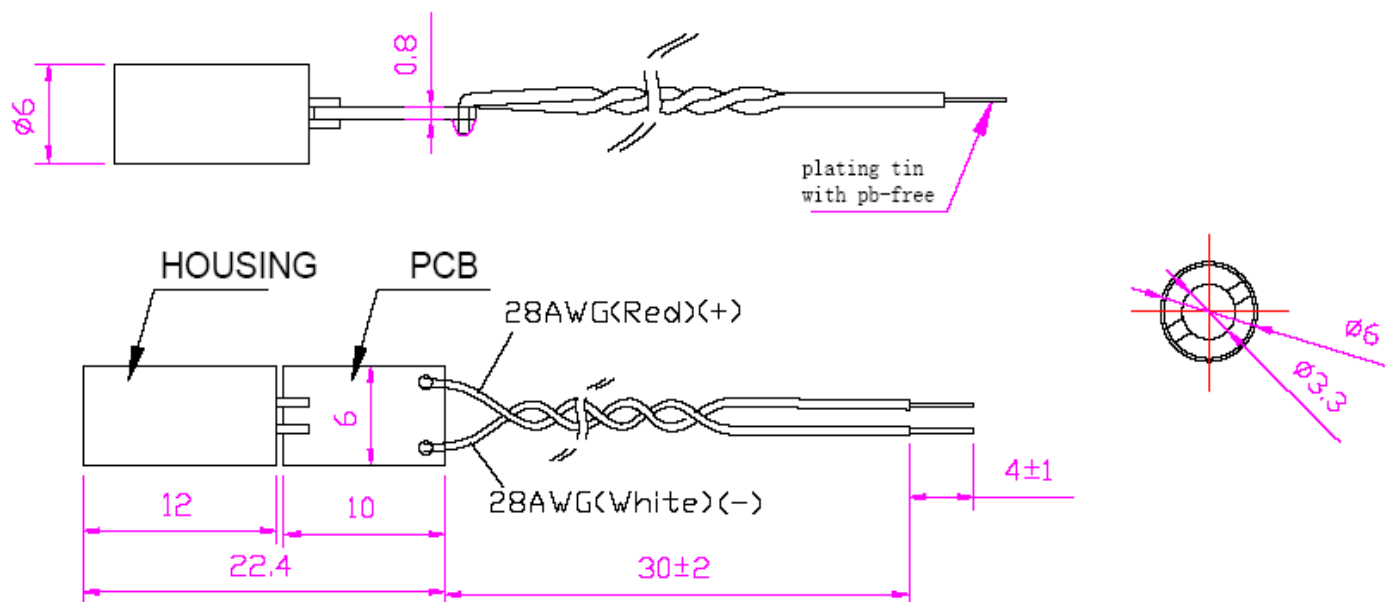 0.8
Ø6
plating tin
with pb-free
HOUSING
PCB
28AWG(Red)(+)
Ø6
Ø3.3
6
4±1
12
10
28AWG(White)(-)
22.4
30±2